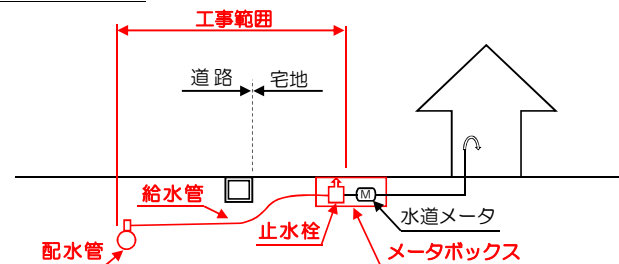 工事範囲
道路
宅地
給水管
M
水道メータ
止水栓
配水管
メータボックス